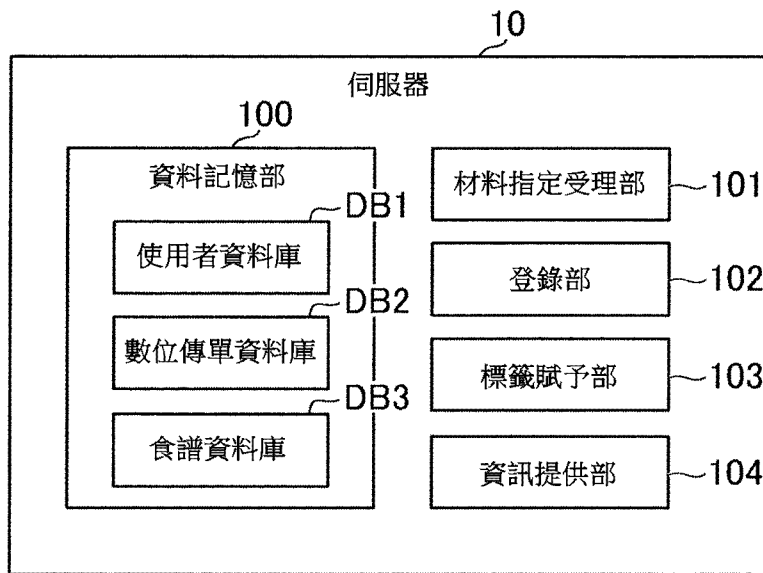 10
伺服器
100
資料記憶部
DB1
使用者資料庫
DB2
數位傳單資料庫
DB3
食譜資料庫
材料指定受理部
101
登錄部
102
標籤賦予部
103
資訊提供部
104